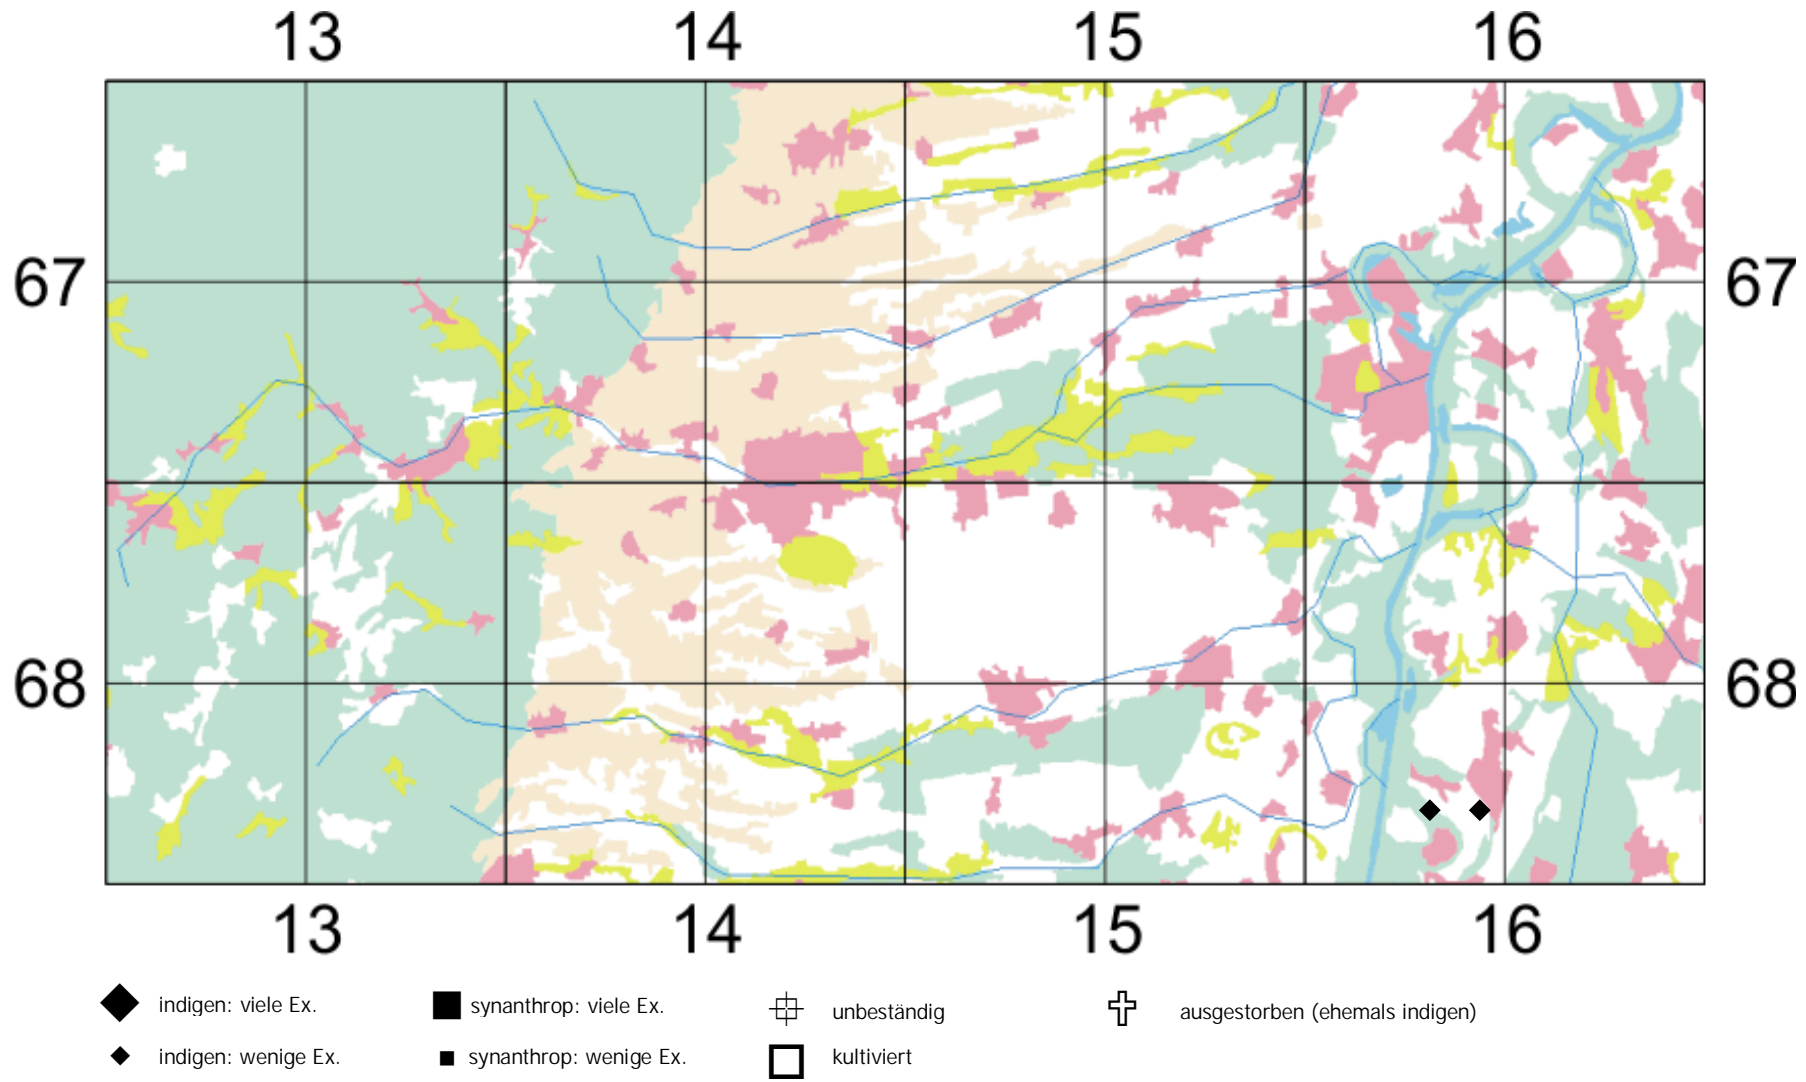 13 14 15 16
67 67
68 68
13 14 15 16
indigen: viele Ex. synanthrop: viele Ex. unbeständig ausgestorben (ehemals indigen)
indigen: wenige Ex. synanthrop: wenige Ex. kultiviert